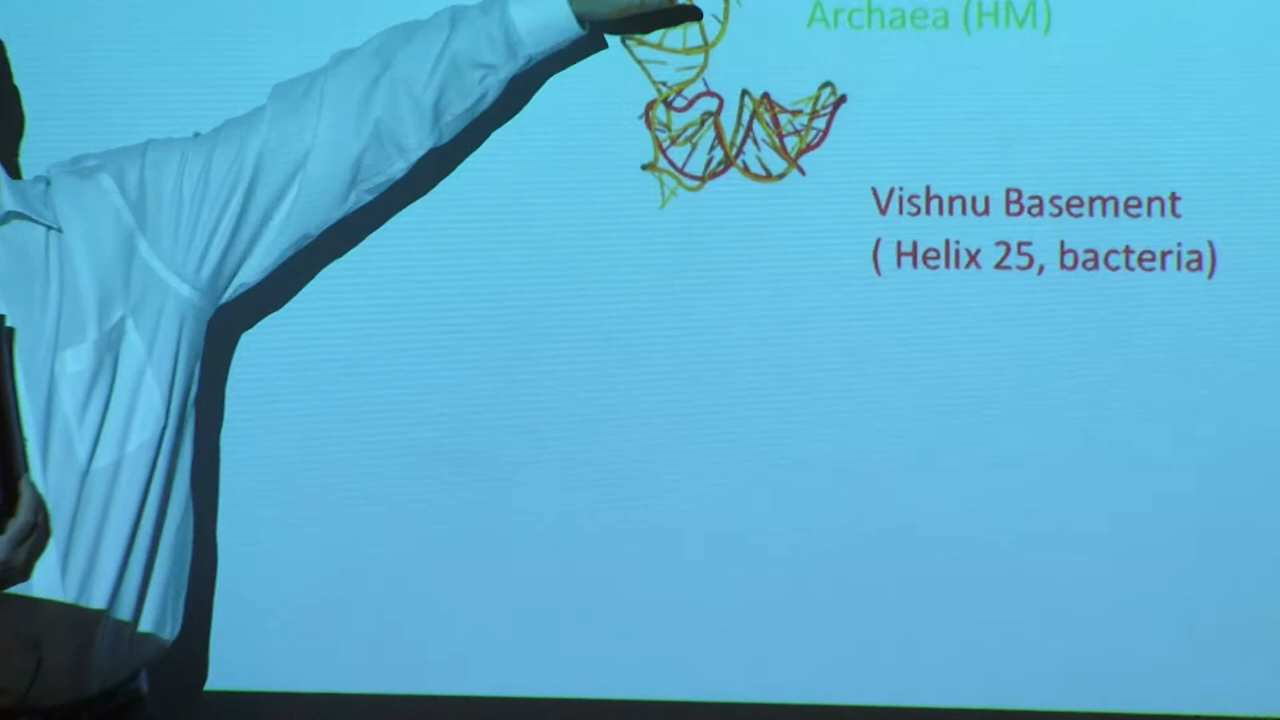 Archaea (HM)
Vishnu Basement
( Helix 25, bacteria)